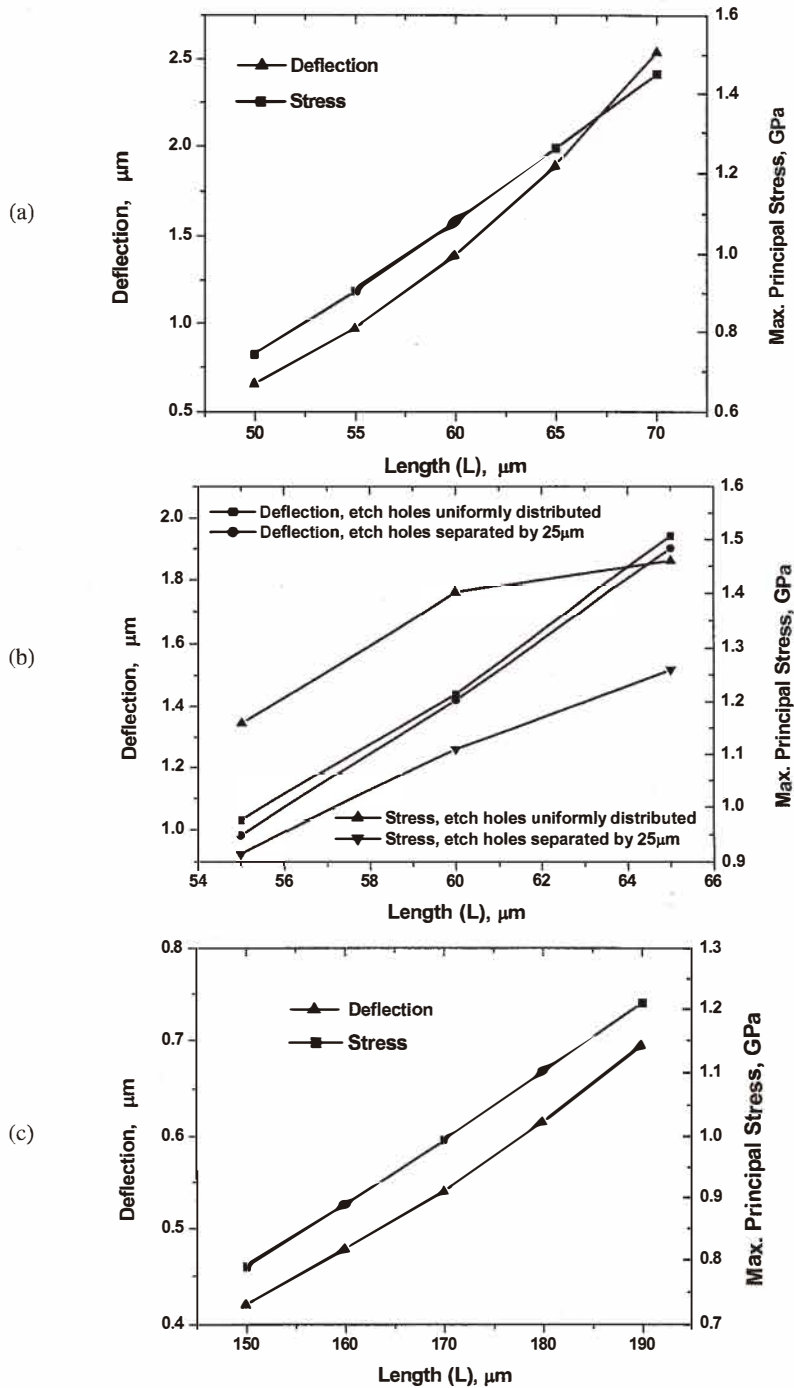 (a)
Deflection, μm
2.5
2.0
1.5
1.0
0.5
Deflection
Stress
1.6
1.4
1.2
1.0
0.8
0.6
Max. Principal Stress, GPa
50 55 60 65 70
Length (L), μm
(b)
Deflection, μm
2.0
1.8
1.6
1.4
1.2
1.0
Deflection, etch holes uniformly distributed
Deflection, etch holes separated by 25μm
Stress, etch holes uniformly distributed
Stress, etch holes separated by 25μm
1.6
1.5
1.4
1.3
1.2
1.1
1.0
0.9
Max. Principal Stress, GPa
54 56 58 60 62 64 66
Length (L), μm
(c)
Deflection, μm
0.8
0.7
0.6
0.5
0.4
Deflection
Stress
1.3
1.2
1.1
1.0
0.9
0.8
0.7
Max. Principal Stress, GPa
150 160 170 180 190
Length (L), μm